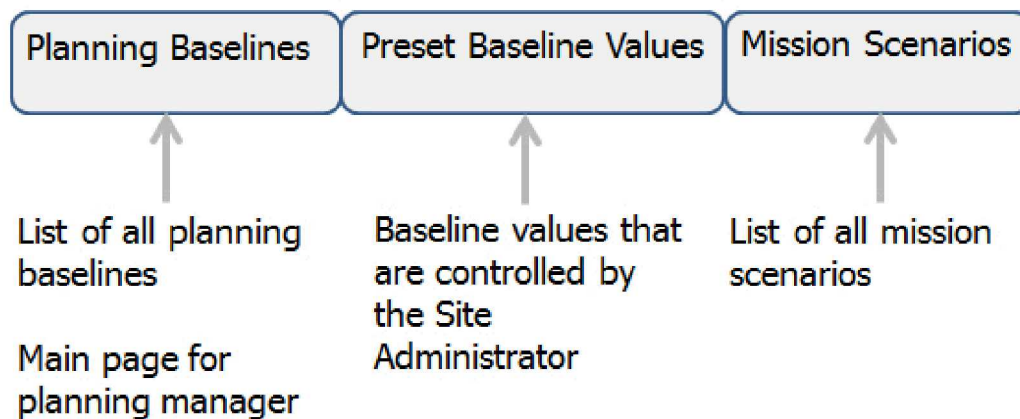 Planning Baselines
Preset Baseline Values
Mission Scenarios
List of all planning
baselines
Main page for
planning manager
Baseline values that
are controlled by
the Site
Administrator
List of all mission
scenarios